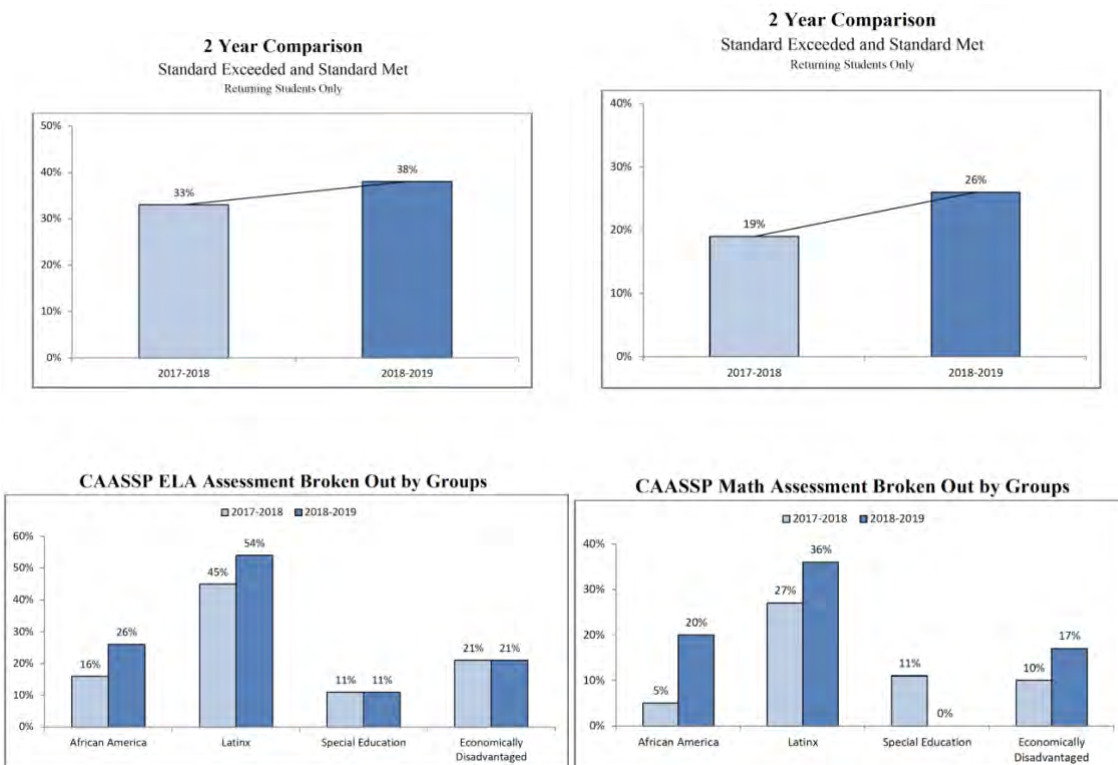 2 Year Comparison
Standard Exceeded and Standard Met
Returning Students Only
50%
40%
30%
20%
10%
0%
33%
38%
2017-2018
2018-2019
2 Year Comparison
Standard Exceeded and Standard Met
Returning Students Only
40%
30%
20%
10%
0%
19%
26%
2017-2018
2018-2019
CAASSP ELA Assessment Broken Out by Groups
2017-2018
2018-2019
60%
50%
40%
30%
20%
10%
0%
16%
26%
45%
54%
11%
11%
21%
21%
African America
Latinx
Special Education
Economically
Disadvantaged
CAASSP Math Assessment Broken Out by Groups
2017-2018
2018-2019
40%
30%
20%
10%
0%
5%
20%
27%
36%
11%
0%
10%
17%
African America
Latinx
Special Education
Economically
Disadvantaged